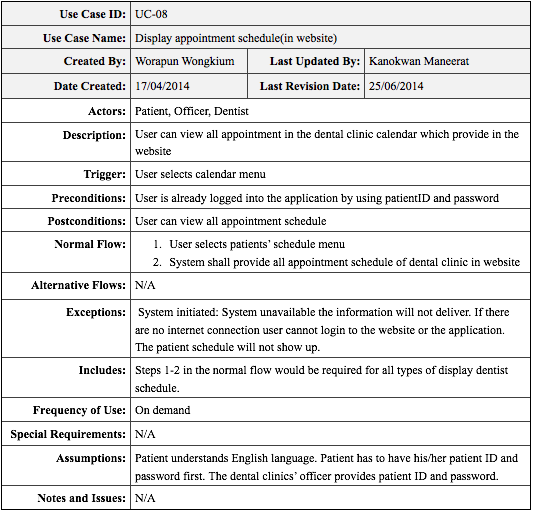 Use Case ID: UC-08
Use Case Name: Display appointment schedule(in website)
Created By: Worapun Wongkium Last Updated By: Kanokwan Maneerat
Date Created: 17/04/2014 Last Revision Date: 25/06/2014
Actors: Patient, Officer, Dentist
Description: User can view all appointment in the dental clinic calendar which provide in the
website
Trigger: User selects calendar menu
Preconditions: User is already logged into the application by using patientID and password
Postconditions: User can view all appointment schedule
Normal Flow: 1. User selects patients’ schedule menu
2. System shall provide all appointment schedule of dental clinic in website
Alternative Flows: N/A
Exceptions: System initiated: System unavailable the information will not deliver. If there
are no internet connection user cannot login to the website or the application.
The patient schedule will not show up.
Includes: Steps 1-2 in the normal flow would be required for all types of display dentist
schedule.
Frequency of Use: On demand
Special Requirements: N/A
Assumptions: Patient understands English language. Patient has to have his/her patient ID and
password first. The dental clinics’ officer provides patient ID and password.
Notes and Issues: N/A